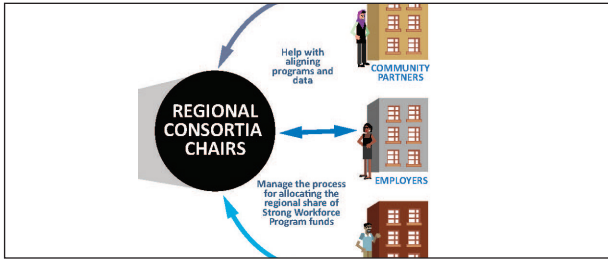 Help with
aligning
programs and
data
COMMUNITY
PARTNERS
REGIONAL
CONSORTIA
CHAIRS
EMPLOYERS
Manage the process
for allocating the
regional share of
Strong Workforce
Program funds